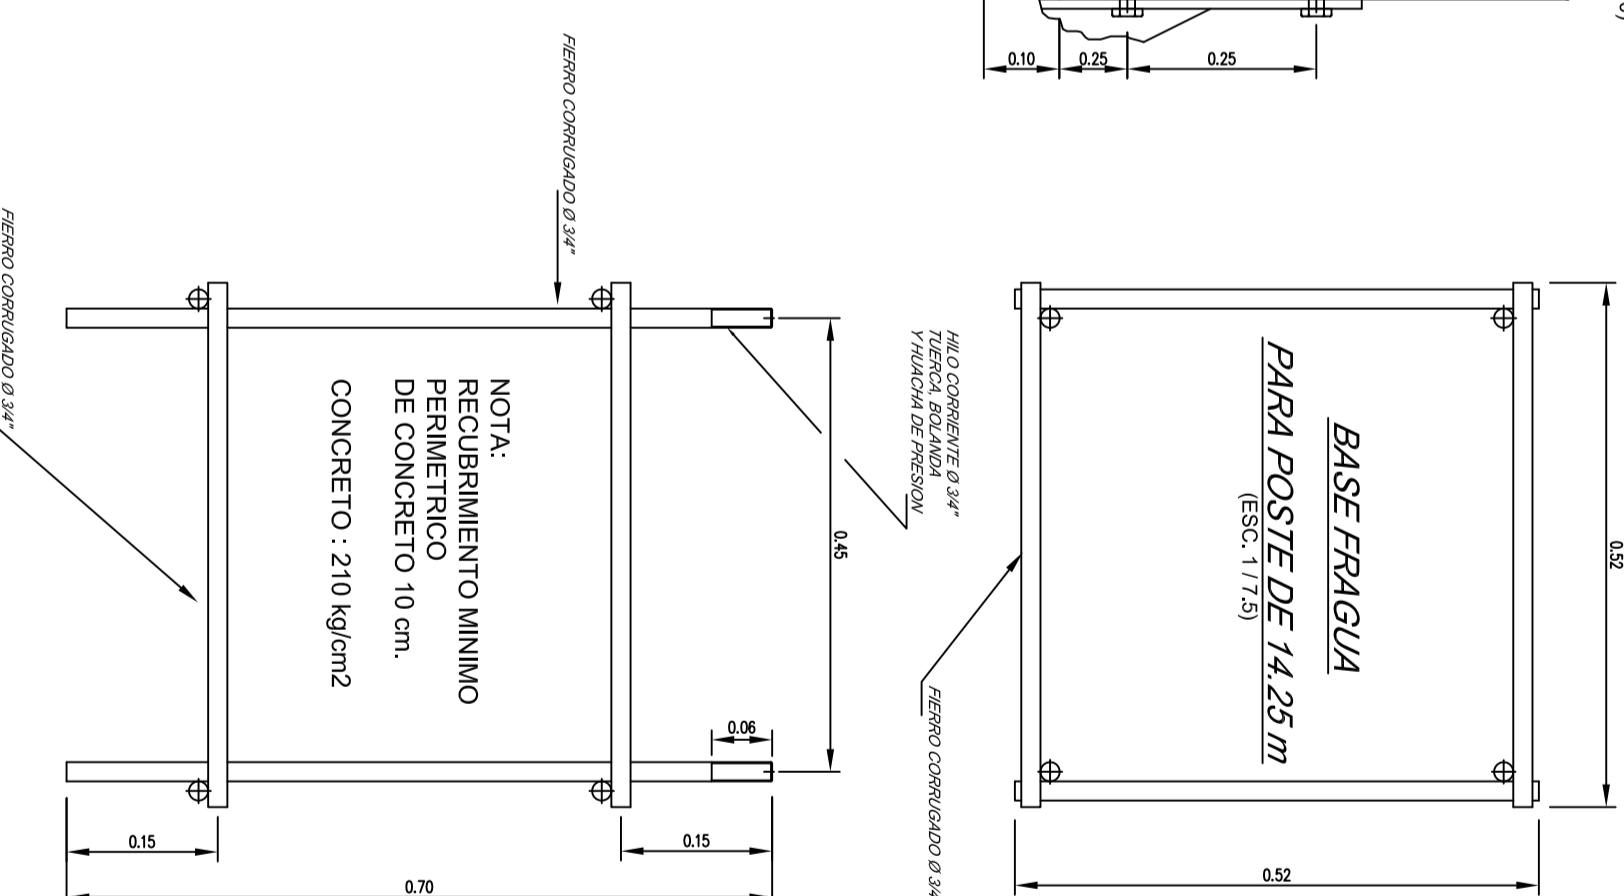 0.10
0.25
0.25
FIERRO CORRUGADO Ø 3/4"
FIERRO CORRUGADO Ø 3/4"
HILO CORRIENTE Ø 3/4"
TUERCA, BOLANDA
Y HUACHA DE PRESION
0.45
NOTA:
RECUBRIMIENTO MINIMO
PERIMETRICO
DE CONCRETO 10 cm.
CONCRETO : 210 kg/cm2
0.06
0.15
0.15
0.70
0.52
BASE FRAGUA
PARA POSTE DE 14.25 m
(ESC. 1 / 7.5)
FIERRO CORRUGADO Ø 3/4
0.52